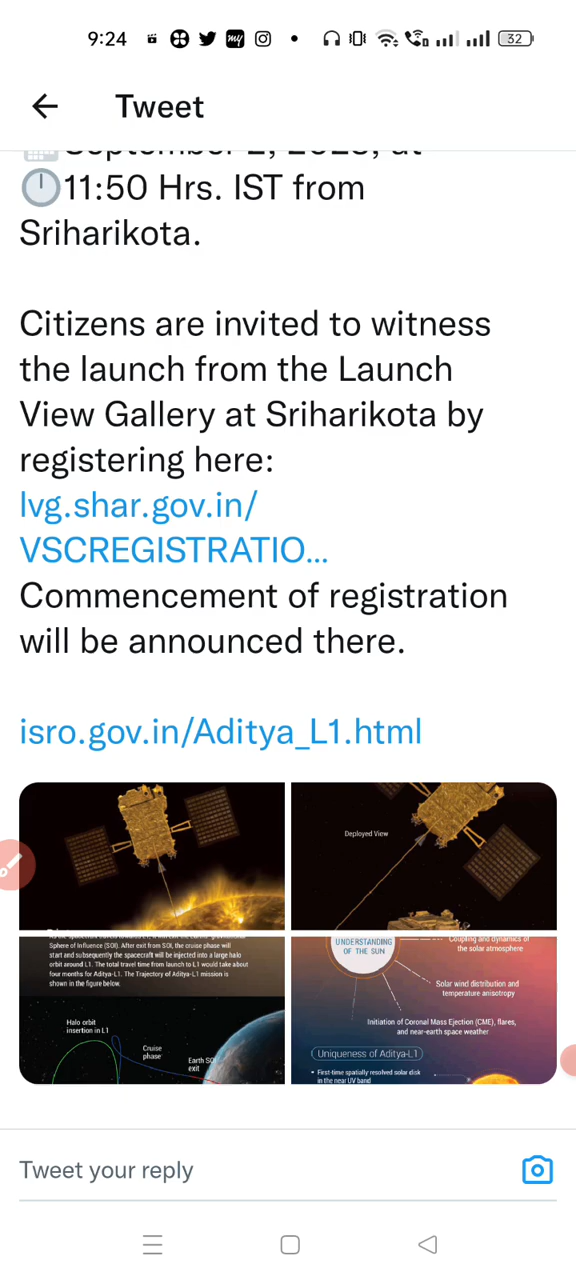 9:24
32
Tweet
September 2, 2023, at
11:50 Hrs. IST from
Sriharikota.
Citizens are invited to witness
the launch from the Launch
View Gallery at Sriharikota by
registering here:
lvg.shar.gov.in/
VSCREGISTRATIO...
Commencement of registration
will be announced there.
isro.gov.in/Aditya_L1.html
Deployed View
Sphere of Influence (SOI). After exit from SOI, the cruise phase will
start and subsequently the spacecraft will be injected into a large halo
orbit around L1. The total travel time from launch to L1 would take about
four months for Aditya-L1. The Trajectory of Aditya-L1 mission is
shown in the figure below.
Halo orbit
insertion in L1
Cruise
phase
Earth SOI
exit
UNDERSTANDING
OF THE SUN
Coupling and dynamics of
the solar atmosphere
Solar wind distribution and
temperature anisotropy
Initiation of Coronal Mass Ejection (CME), flares,
and near-earth space weather
Uniqueness of Aditya-L1
• First-time spatially resolved solar disk
in the near UV band
Tweet your reply